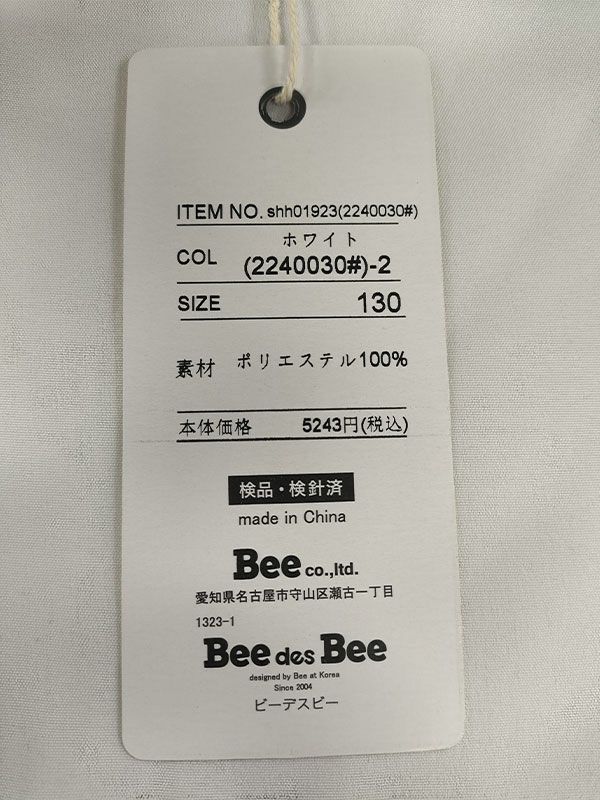 ITEM NO. shh01923(2240030#)
ホワイト
COL (2240030#)-2
SIZE 130
素材 ポリエステル100%
本体価格 5243円(税込)
検品・検針済
made in China
Bee co.,ltd.
愛知県名古屋市守山区瀬古一丁目
1323-1
Bee des Bee
designed by Bee at Korea
Since 2004
ビーデスビー